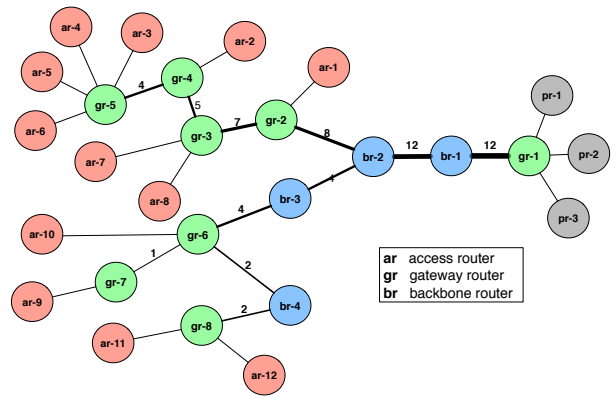 ar-4
ar-3
ar-2
ar-5
gr-4
ar-1
4
gr-5
5
pr-1
ar-6
gr-3
7
gr-2
8
12
12
ar-7
br-2
br-1
gr-1
pr-2
4
ar-8
br-3
4
pr-3
ar-10
gr-6
1
2
ar access router
gr gateway router
br backbone router
gr-7
ar-9
br-4
2
gr-8
ar-11
ar-12